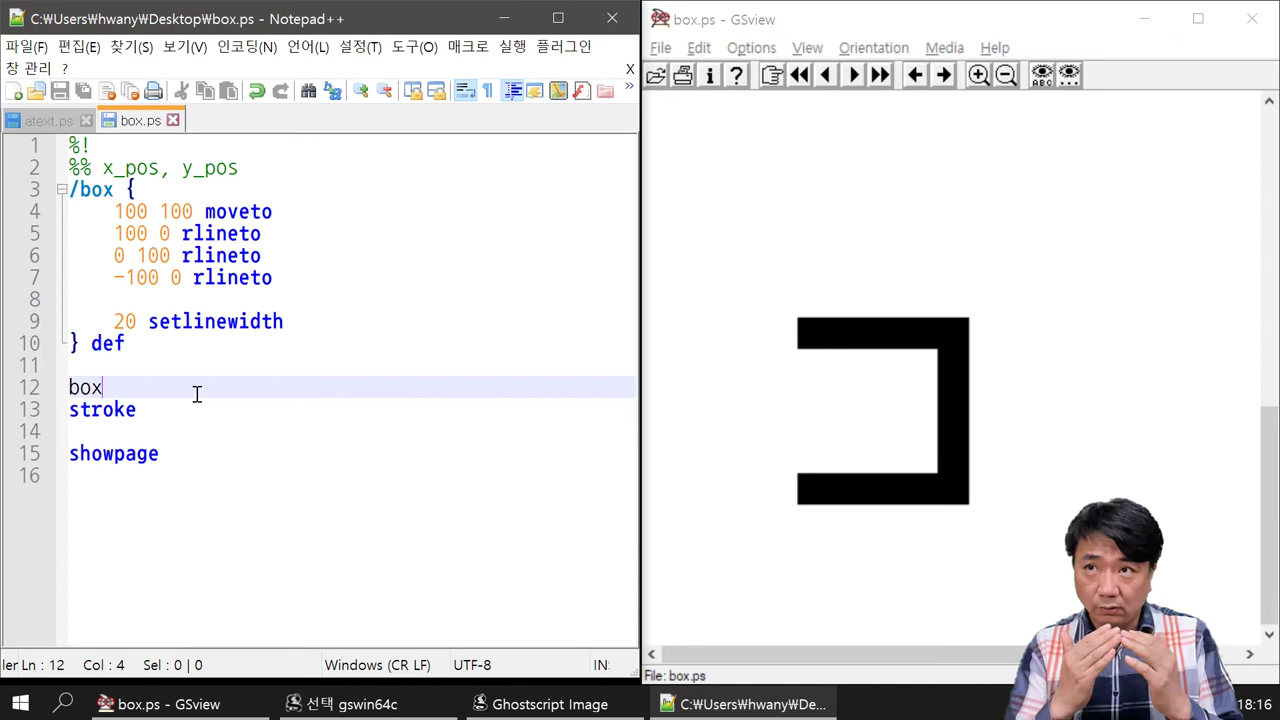 C:₩Users₩hwany₩Desktop₩box.ps - Notepad++
파일(F) 편집(E) 찾기(S) 보기(V) 인코딩(N) 언어(L) 설정(T) 도구(O) 매크로 실행 플러그인
창 관리 ? X
atext.ps box.ps
1 %!
2 %% x_pos, y_pos
3 /box {
4 100 100 moveto
5 100 0 rlineto
6 0 100 rlineto
7 -100 0 rlineto
8
9 20 setlinewidth
10 } def
11
12 box
13 stroke
14
15 showpage
16
ler Ln : 12 Col : 4 Sel : 0 | 0 Windows (CR LF) UTF-8 IN:
box.ps - GSview
File Edit Options View Orientation Media Help
i ? ABC
File: box.ps
box.ps - GSview 선택 gswin64c Ghostscript Image C:₩Users₩hwany₩De... 18:16